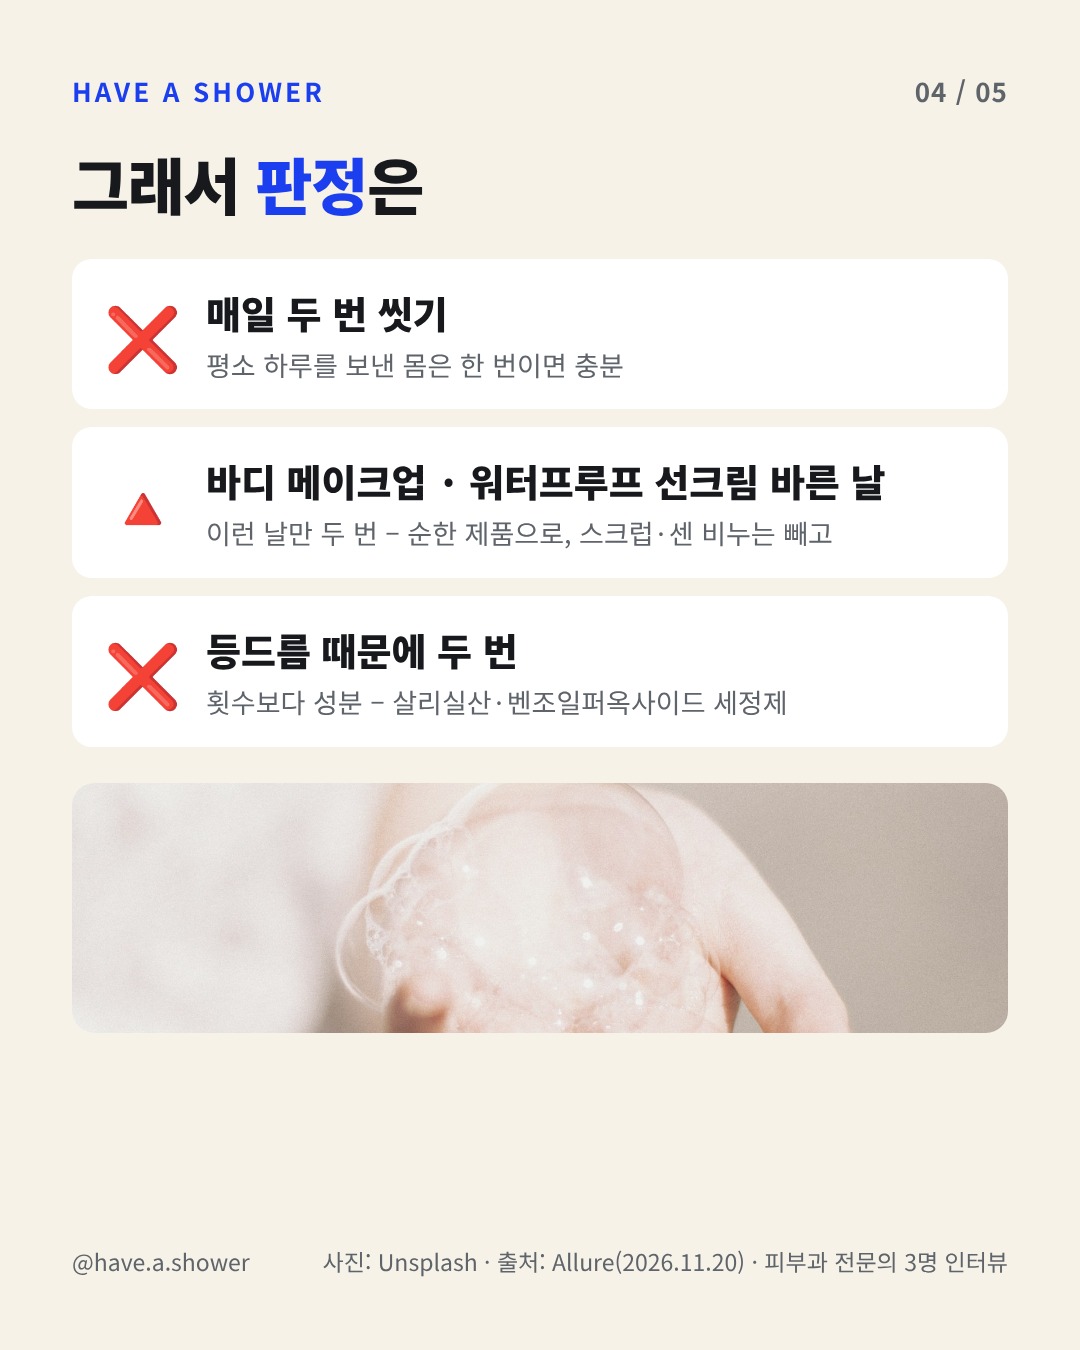 HAVE A SHOWER
04 / 05
그래서 판정은
매일 두 번 씻기
평소 하루를 보낸 몸은 한 번이면 충분
바디 메이크업 · 워터프루프 선크림 바른 날
이런 날만 두 번 – 순한 제품으로, 스크럽·센 비누는 빼고
등드름 때문에 두 번
횟수보다 성분 – 살리실산·벤조일퍼옥사이드 세정제
@have.a.shower
사진: Unsplash · 출처: Allure(2026.11.20) · 피부과 전문의 3명 인터뷰